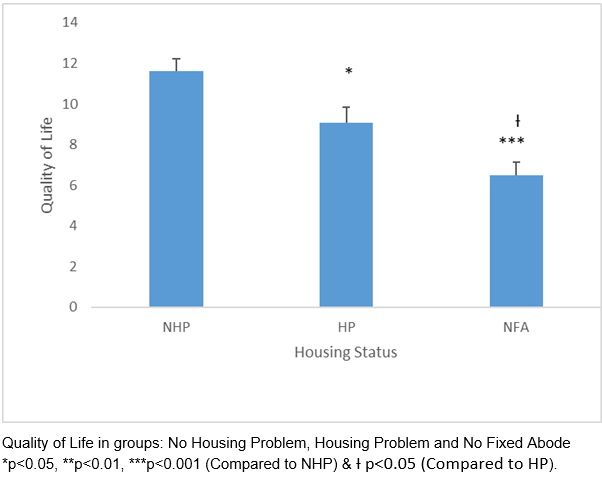 14
12
10
8
6
4
2
0
Quality of Life
*
ƚ
***
NHP HP NFA
Housing Status
Quality of Life in groups: No Housing Problem, Housing Problem and No Fixed Abode
*p<0.05, **p<0.01, ***p<0.001 (Compared to NHP) & ƚ p<0.05 (Compared to HP).